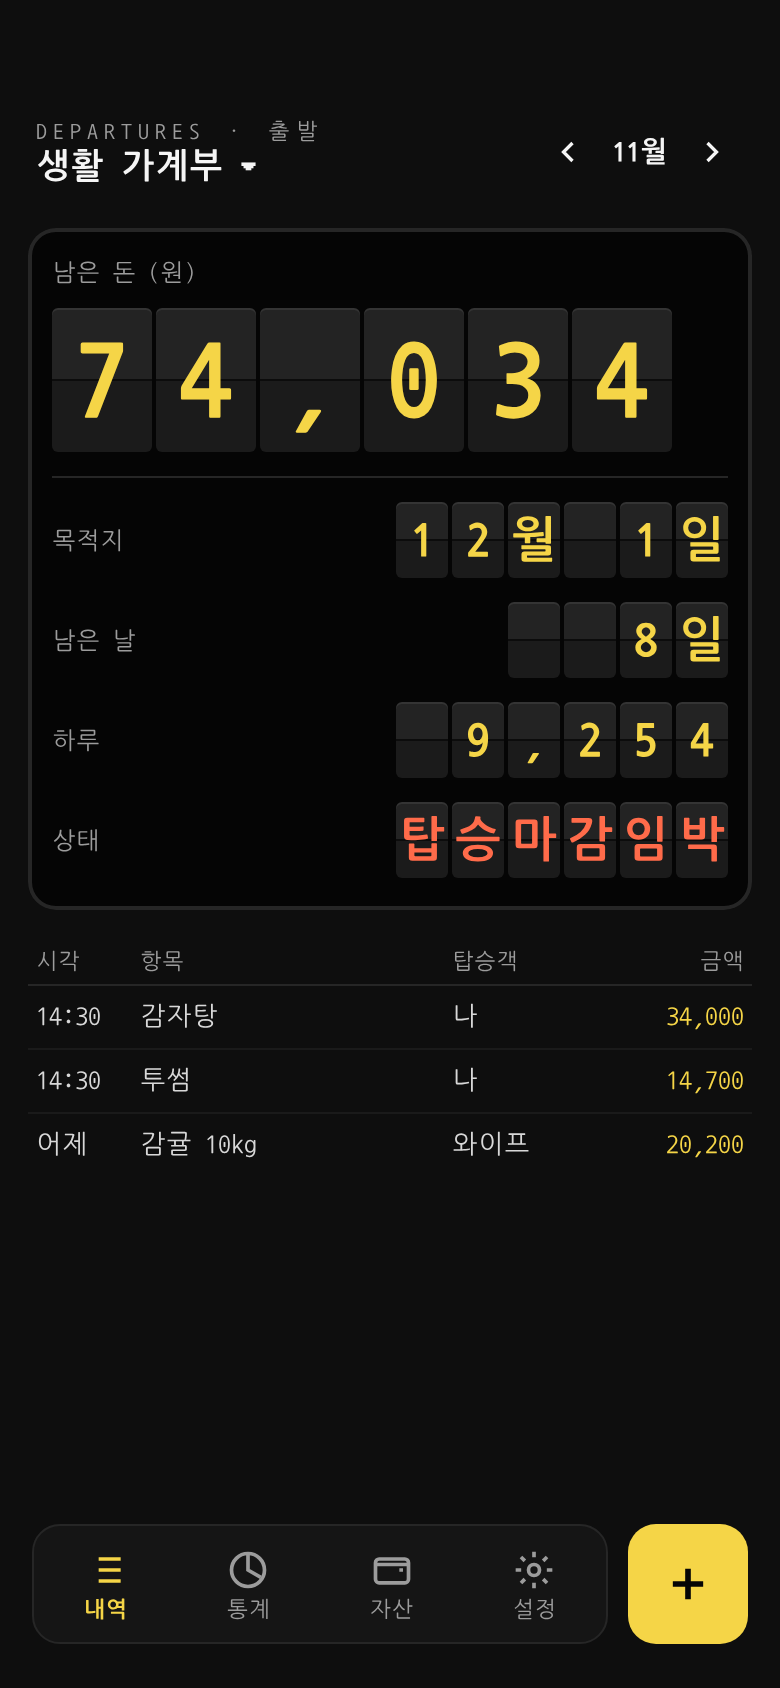 DEPARTURES · 출발
생활 가계부
11월
남은 돈 (원)
74,034
목적지 12월 1일
남은 날 8일
하루 9,254
상태 탑승마감임박
시각 항목 탑승객 금액
14:30 감자탕 나 34,000
14:30 투썸 나 14,700
어제 감귤 10kg 와이프 20,200
내역 통계 자산 설정